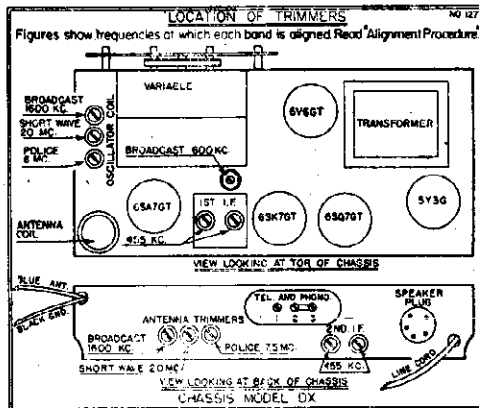 LOCATION OF TRIMMERS
NO 127
Figures show frequencies at which each band is aligned. Read "Alignment Procedure".
VARIABLE
BROADCAST
1600 KC.
SHORT WAVE
20 MC.
POLICE
6 MC.
OSCILLATOR COIL
6V6GT
TRANSFORMER
BROADCAST 600 KC.
6SA7GT
1ST I.F.
6SK7GT
6SQ7GT
5Y3G
ANTENNA
COIL
455 KC.
VIEW LOOKING AT TOP OF CHASSIS
BLUE ANT.
BLACK GND.
TEL. AND PHONO.
1 2 3
SPEAKER
PLUG
ANTENNA TRIMMERS
BROADCAST
1600 KC.
POLICE 7.5 MC.
2ND. I.F.
SHORT WAVE 20 MC.
455 KC.
LINE CORD
VIEW LOOKING AT BACK OF CHASSIS
CHASSIS MODEL DX